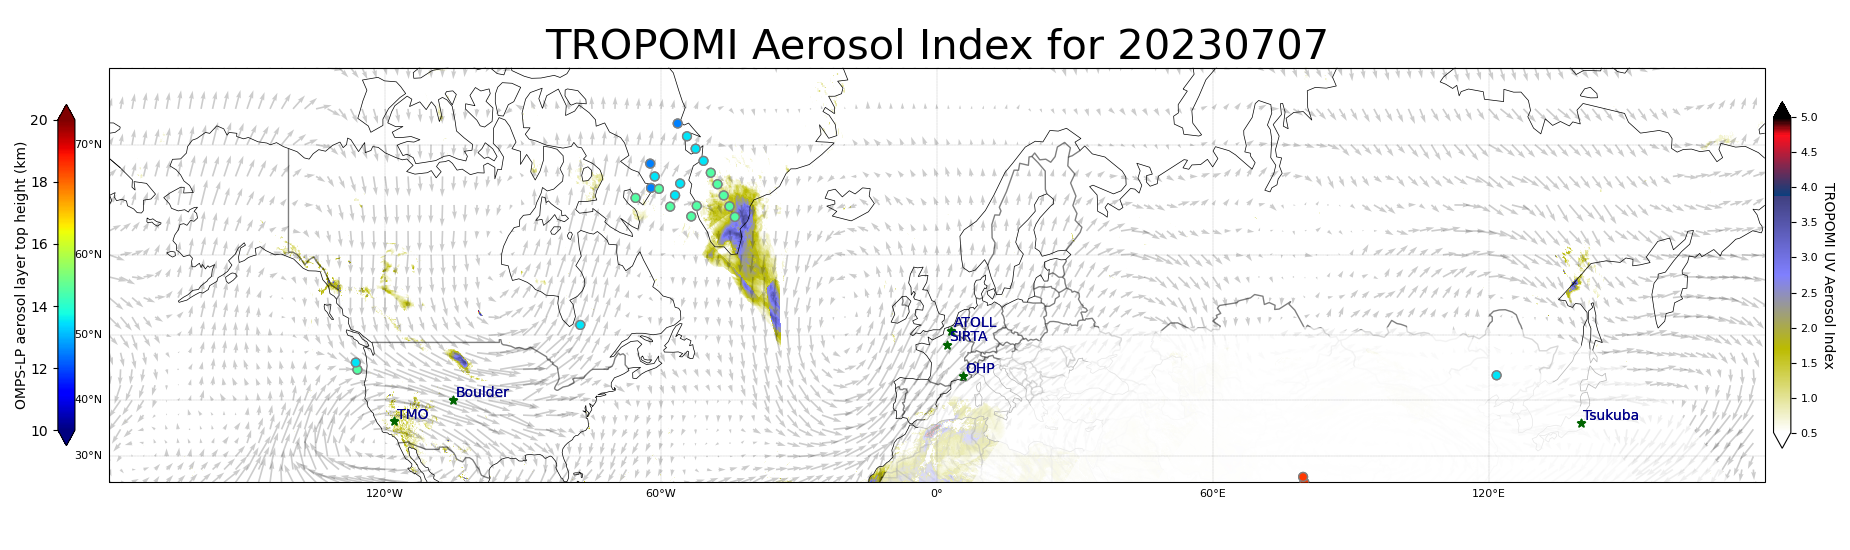 TROPOMI Aerosol Index for 20230707
OMPS-LP aerosol layer top height (km)
20
18
16
14
12
10
70°N
60°N
50°N
40°N
30°N
120°W
60°W
0°
60°E
120°E
ATOLL
SIRTA
OHP
Boulder
TMO
Tsukuba
5.0
4.5
4.0
3.5
3.0
2.5
2.0
1.5
1.0
0.5
TROPOMI UV Aerosol Index